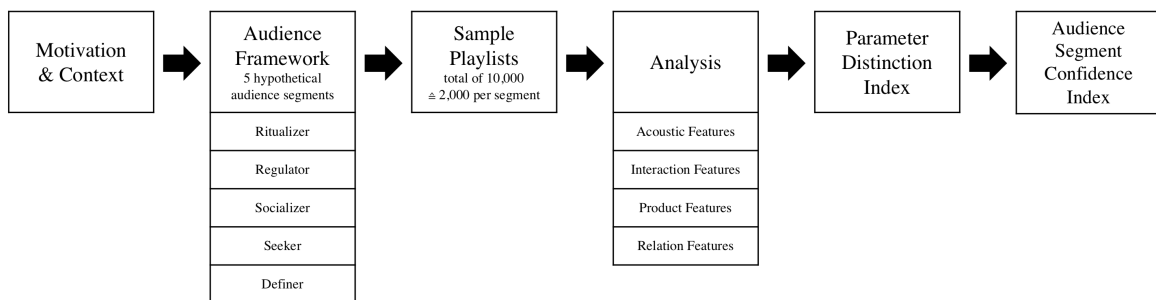 Motivation
& Context
Audience
Framework
5 hypothetical
audience segments
Ritualizer
Regulator
Socializer
Seeker
Definer
Sample
Playlists
total of 10,000
≙ 2,000 per segment
Analysis
Acoustic Features
Interaction Features
Product Features
Relation Features
Parameter
Distinction
Index
Audience
Segment
Confidence
Index